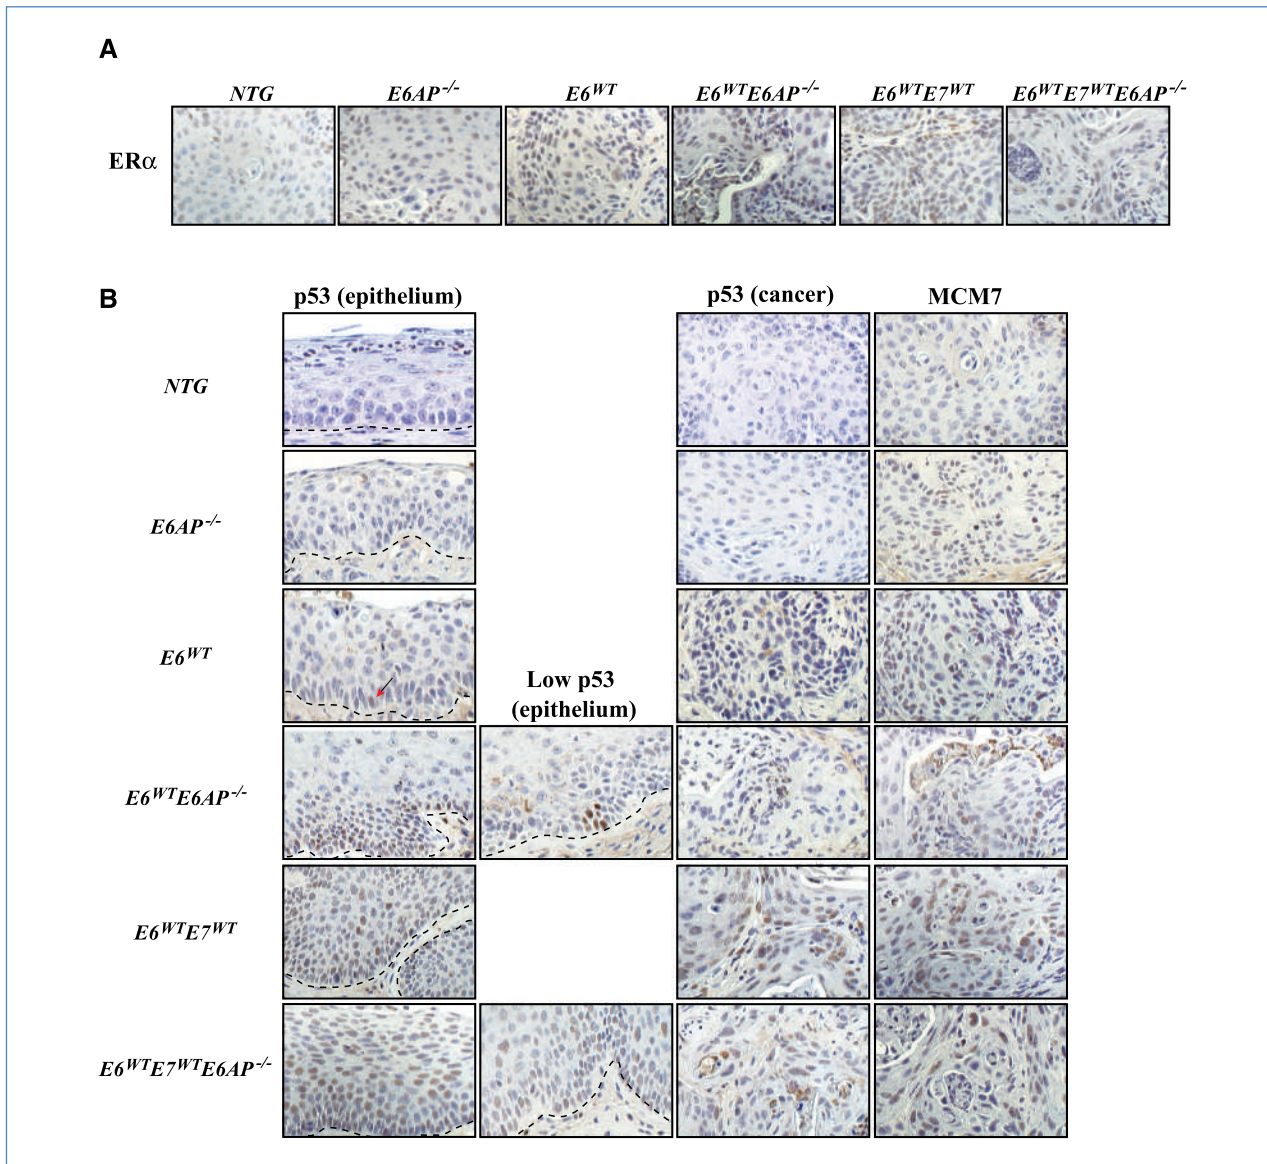 A
NTG E6AP-/- E6WT E6WTE6AP-/- E6WTE7WT E6WTE7WTE6AP-/-
ERα
B
p53 (epithelium) p53 (cancer) MCM7
NTG
E6AP-/-
E6WT
Low p53
(epithelium)
E6WTE6AP-/-
E6WTE7WT
E6WTE7WTE6AP-/-